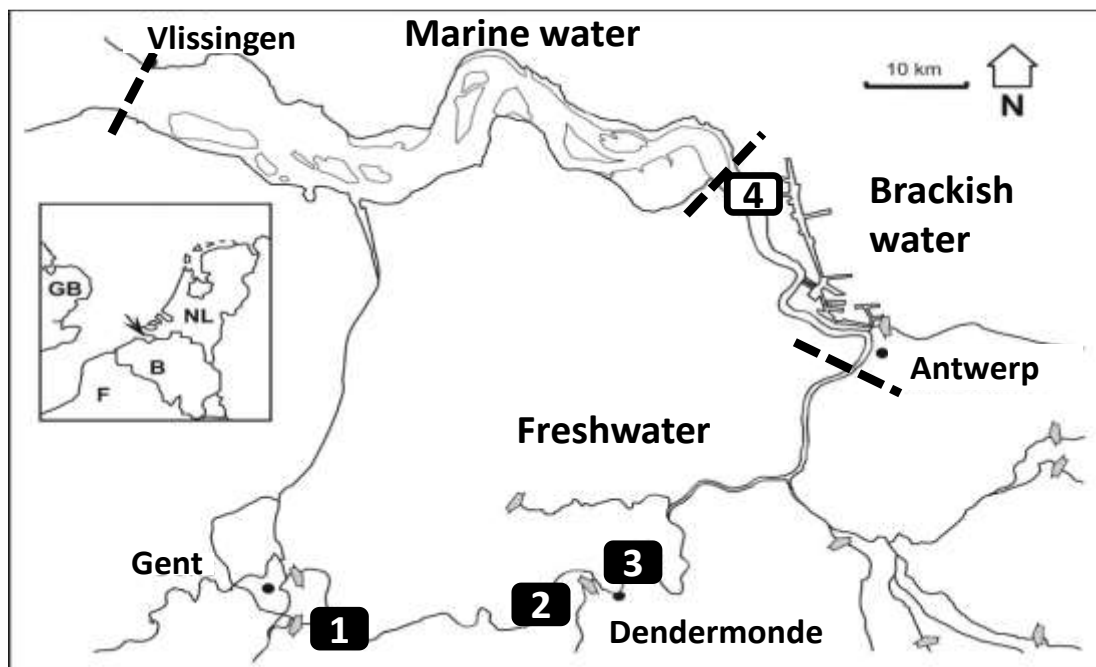 Vlissingen
Marine water
10 km
N
4
Brackish
water
GB
NL
B
F
Antwerp
Freshwater
Gent
3
2
1
Dendermonde